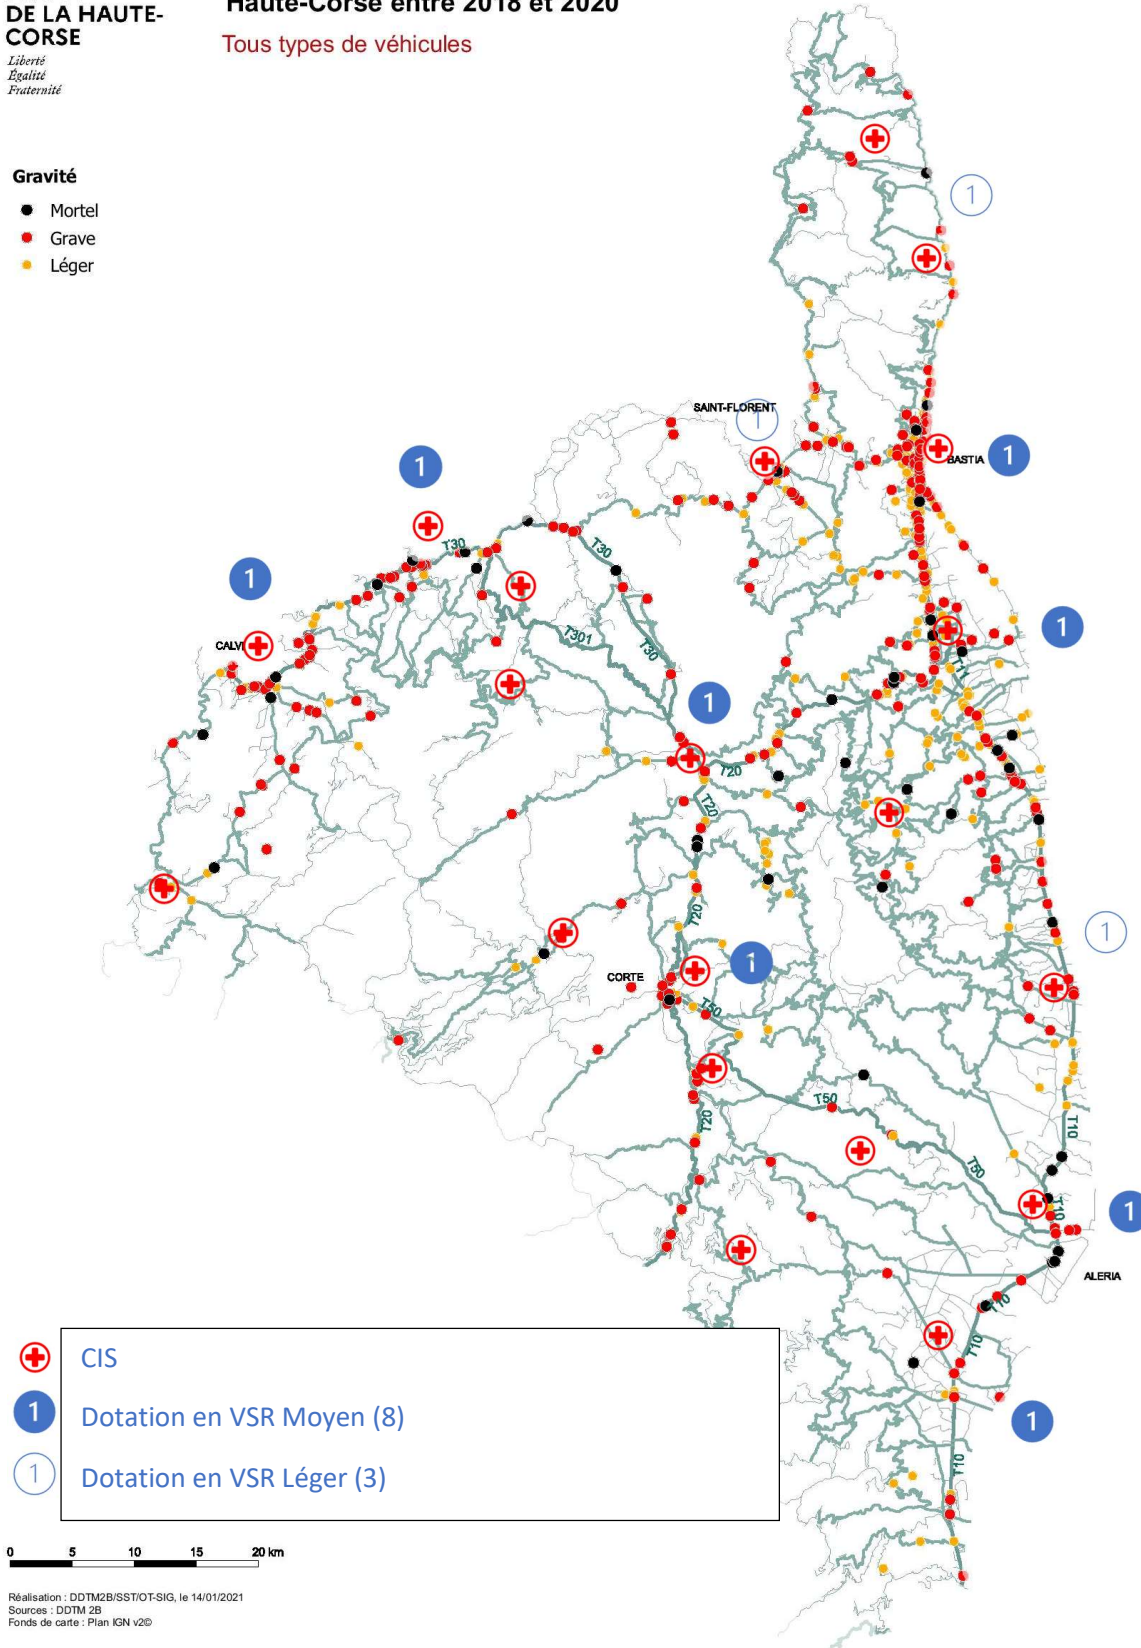 DE LA HAUTE-
CORSE
Liberté
Égalité
Fraternité
Haute-Corse entre 2018 et 2020
Tous types de véhicules
Gravité
Mortel
Grave
Léger
1
SAINT-FLORENT
1
1
BASTIA
1
T30
T30
1
CALVI
T301
T30
1
T11
1
T20
T20
T20
1
CORTE
1
T50
T50
T20
T10
T50
T10
1
ALERIA
T10
T10
1
T10
CIS
1
Dotation en VSR Moyen (8)
1
Dotation en VSR Léger (3)
0 5 10 15 20 km
Réalisation : DDTM2B/SST/OT-SIG, le 14/01/2021
Sources : DDTM 2B
Fonds de carte : Plan IGN v2©